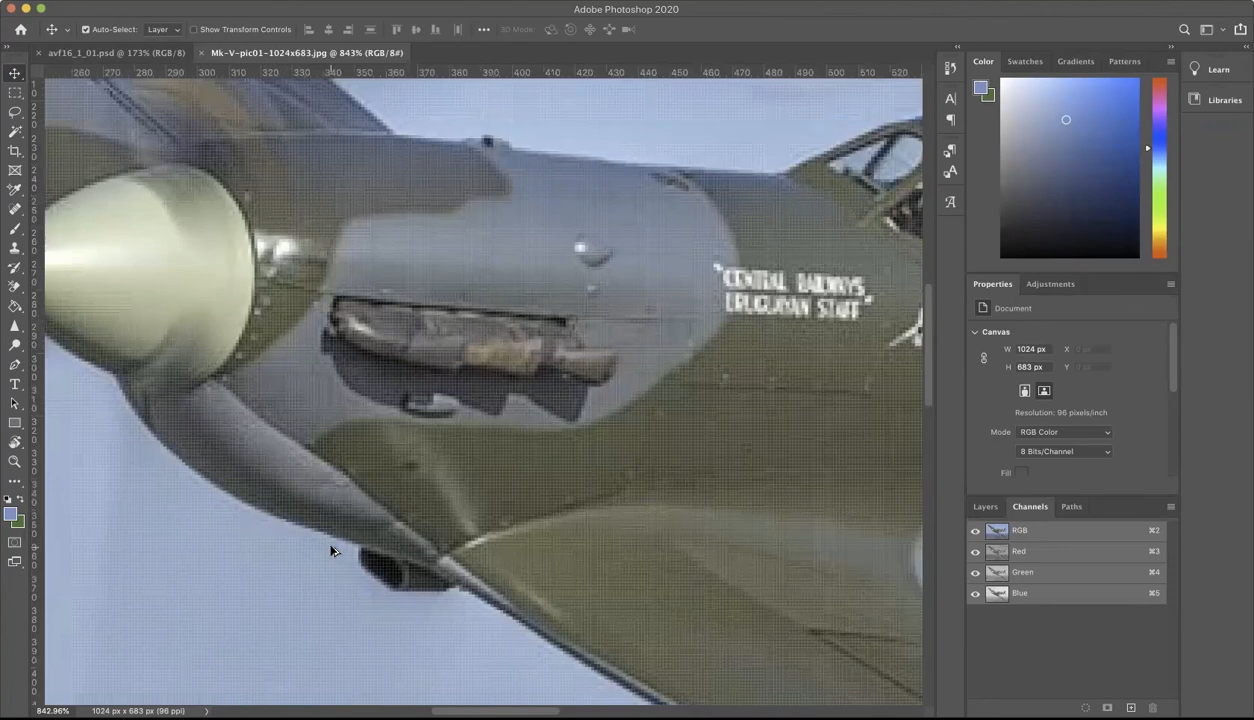 Adobe Photoshop 2020
Auto-Select: Layer Show Transform Controls 3D Mode:
avf16_1_01.psd @ 173% (RGB/8) Mk-V-pic01-1024x683.jpg @ 843% (RGB/8#)
260 270 280 290 300 310 320 330 340 350 360 370 380 390 400 410 420 430 440 450 460 470 480 490 500 510 520
"CENTRAL RAILWAYS,
URUGUAYAN STAFF"
Color Swatches Gradients Patterns
Learn
Libraries
Properties Adjustments
Document
Canvas
W 1024 px X 0 px
H 683 px Y 0 px
Resolution: 96 pixels/inch
Mode RGB Color
8 Bits/Channel
Fill
Layers Channels Paths
RGB ⌘2
Red ⌘3
Green ⌘4
Blue ⌘5
842.96% 1024 px x 683 px (96 ppi)